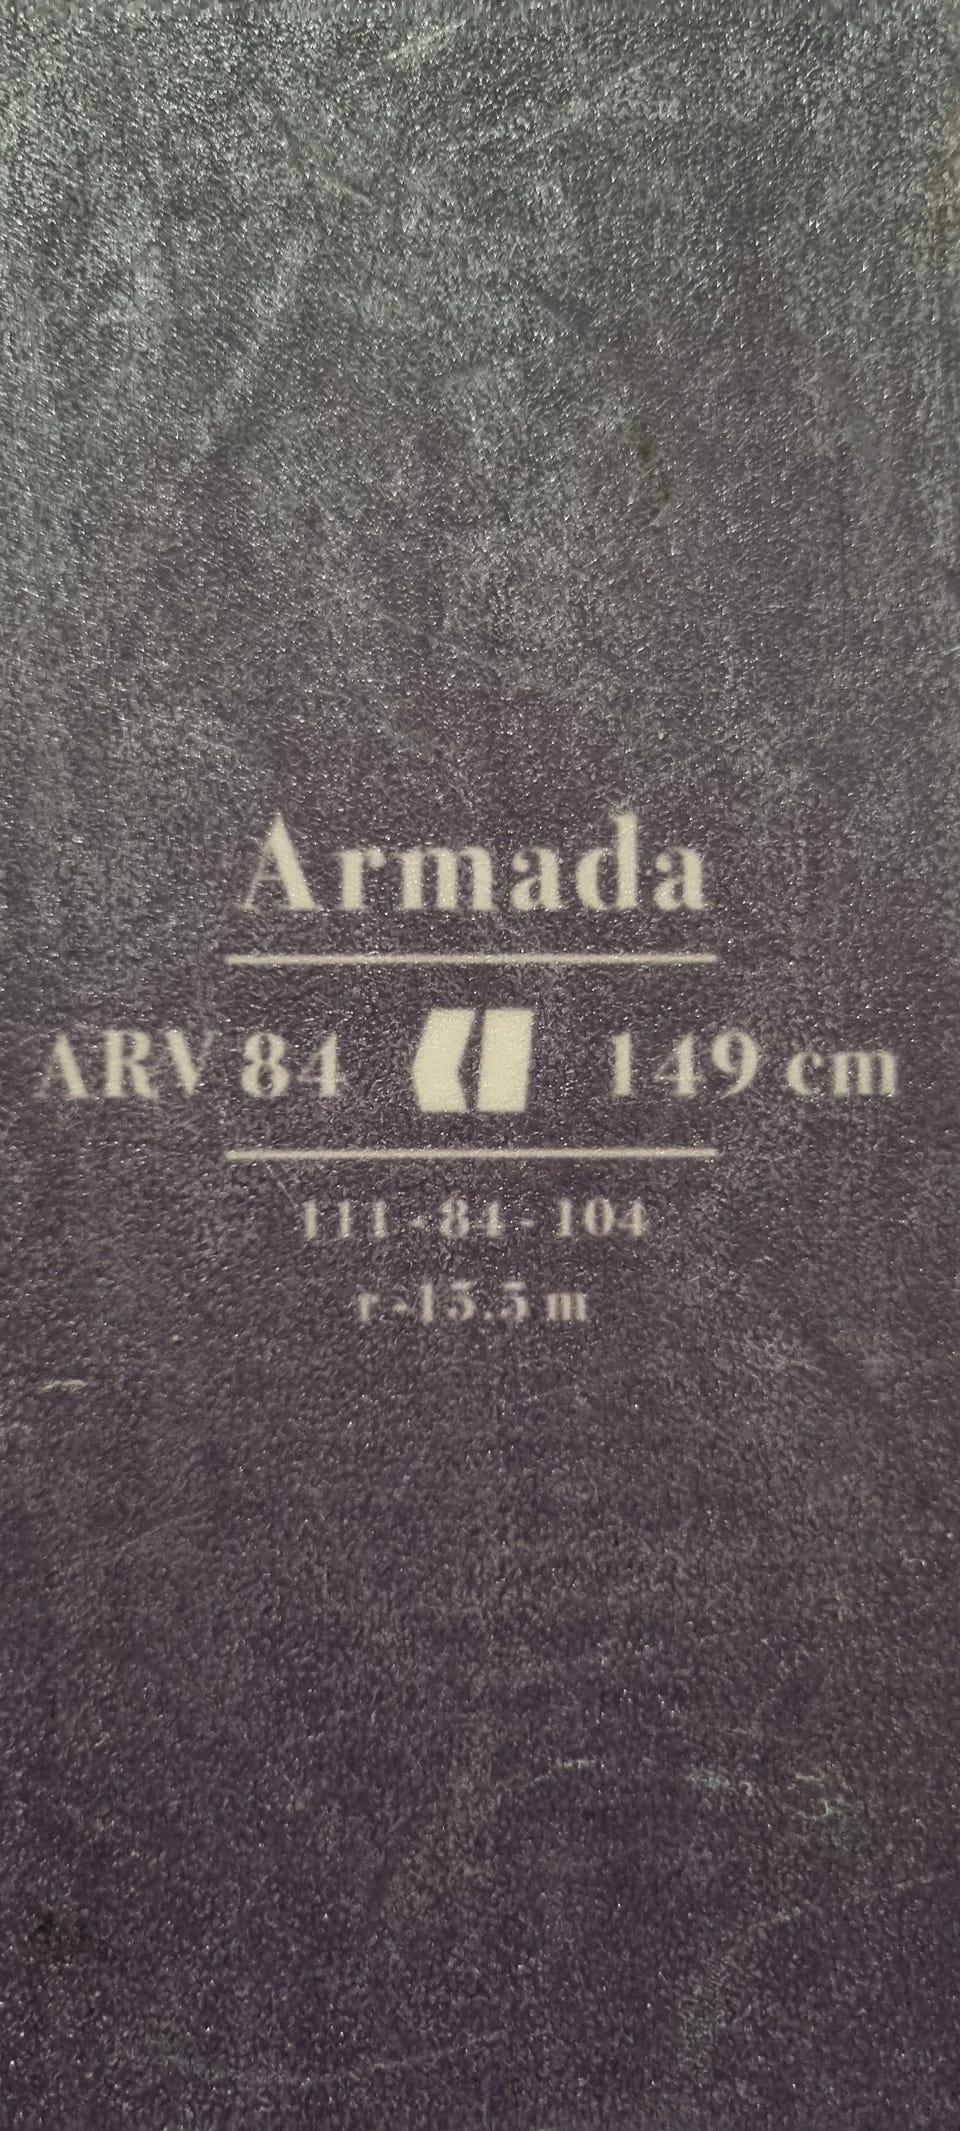 Armada
ARV 84 149 cm
111 - 84 - 104
r - 15.5 m